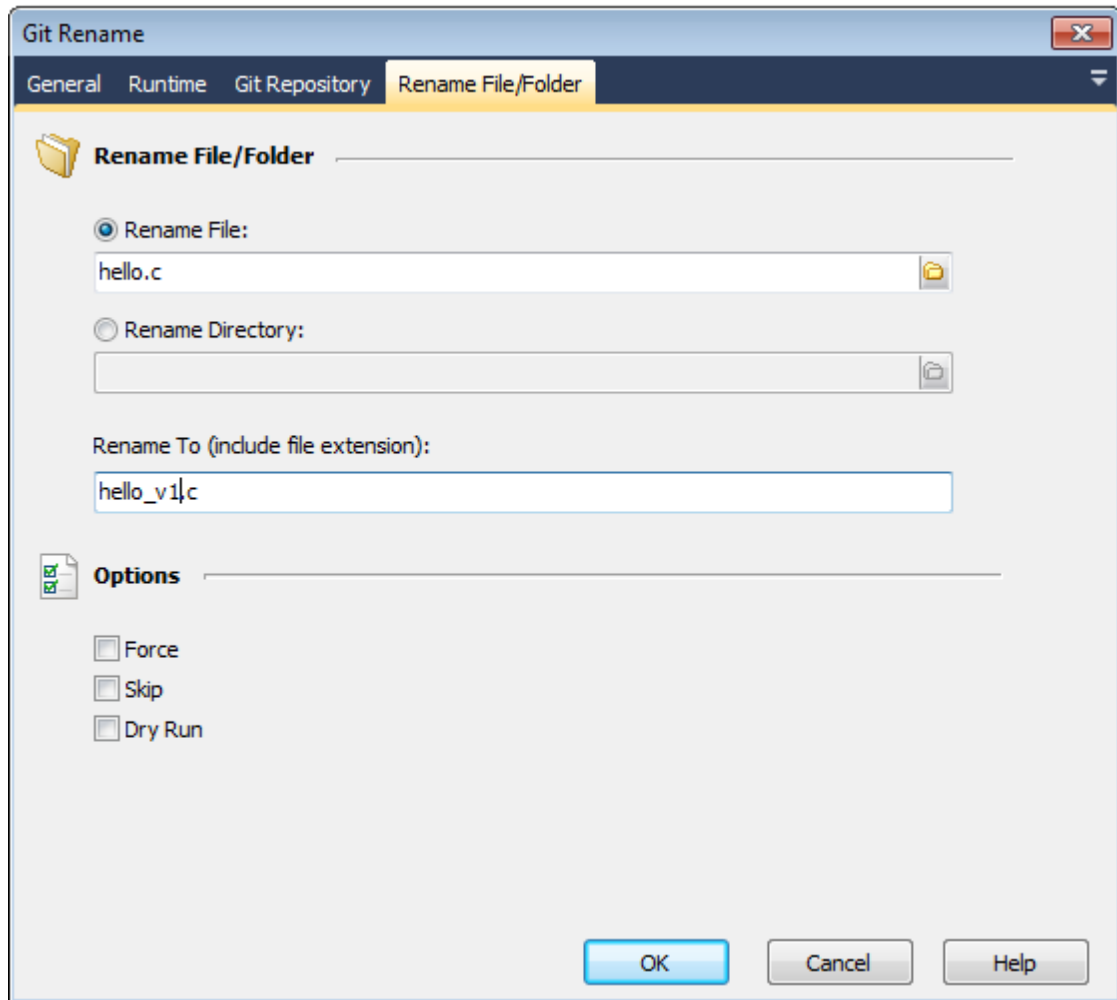 Git Rename
General Runtime Git Repository Rename File/Folder
Rename File/Folder
Rename File:
hello.c
Rename Directory:
Rename To (include file extension):
hello_v1.c
Options
Force
Skip
Dry Run
OK Cancel Help